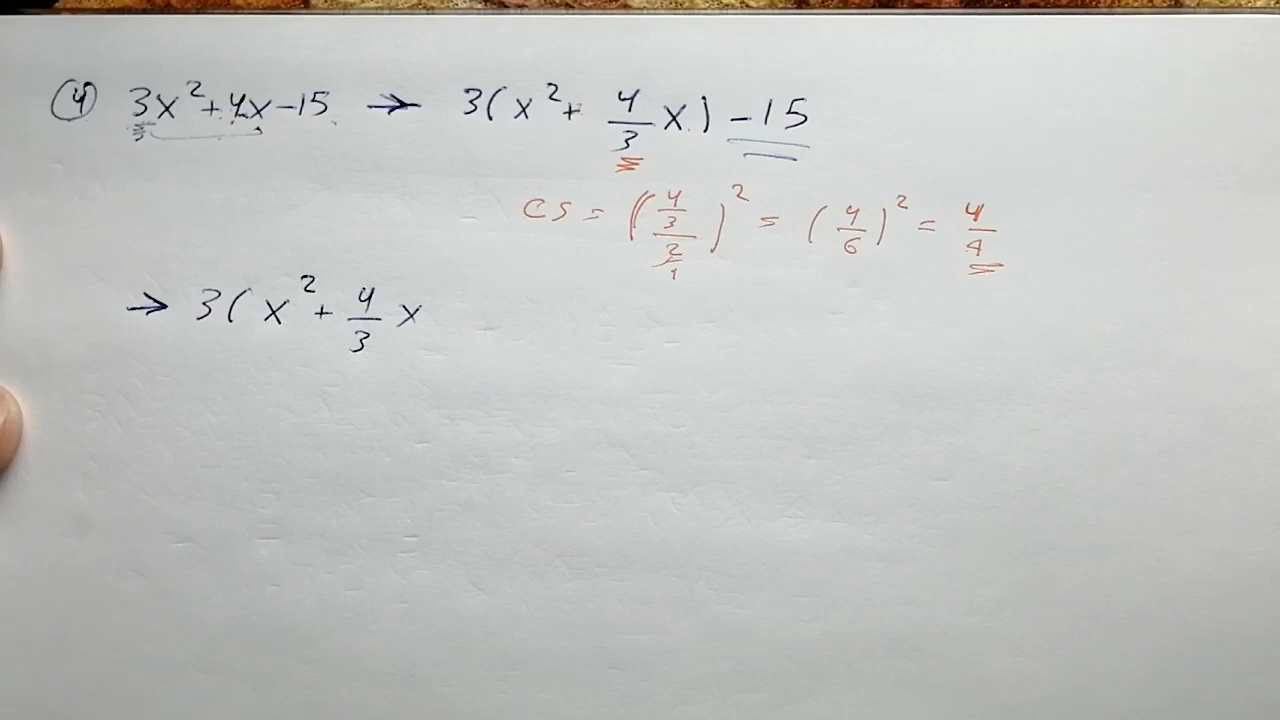 ④ 3x²+4x-15 → 3(x²+ 4/3 x) -15
CS = ((4/3)/(2/1))² = (4/6)² = 4/9
→ 3(x²+ 4/3 x